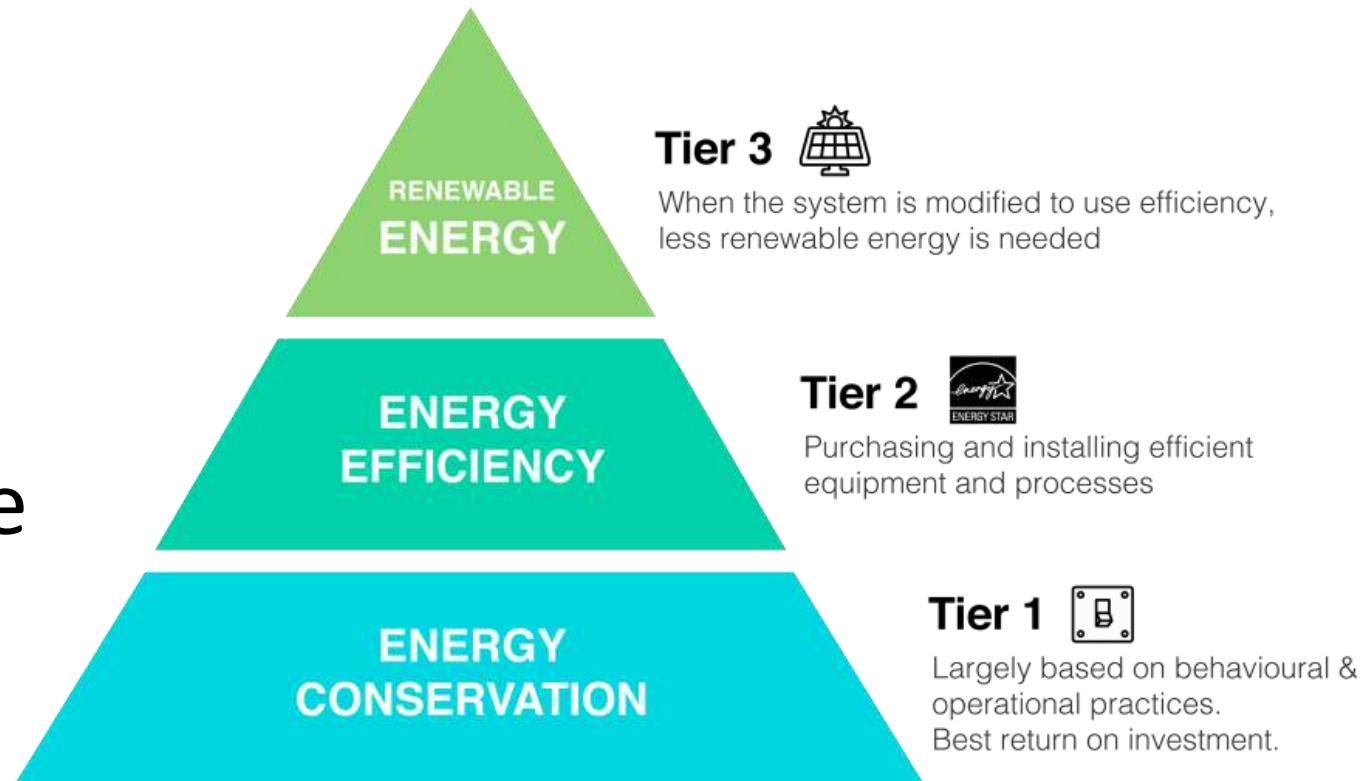 RENEWABLE
ENERGY
Tier 3
When the system is modified to use efficiency,
less renewable energy is needed
ENERGY
EFFICIENCY
Tier 2
energy
ENERGY STAR
Purchasing and installing efficient
equipment and processes
e
ENERGY
CONSERVATION
Tier 1
Largely based on behavioural &
operational practices.
Best return on investment.